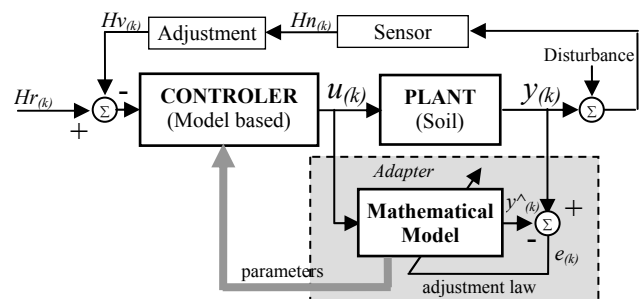 Hv(k)
Adjustment
Hn(k)
Sensor
Disturbance
Hr(k)
+
Σ
-
CONTROLER
(Model based)
u(k)
PLANT
(Soil)
y(k)
Σ
Adapter
Mathematical
Model
y^(k)
Σ
+
-
e(k)
parameters
adjustment law